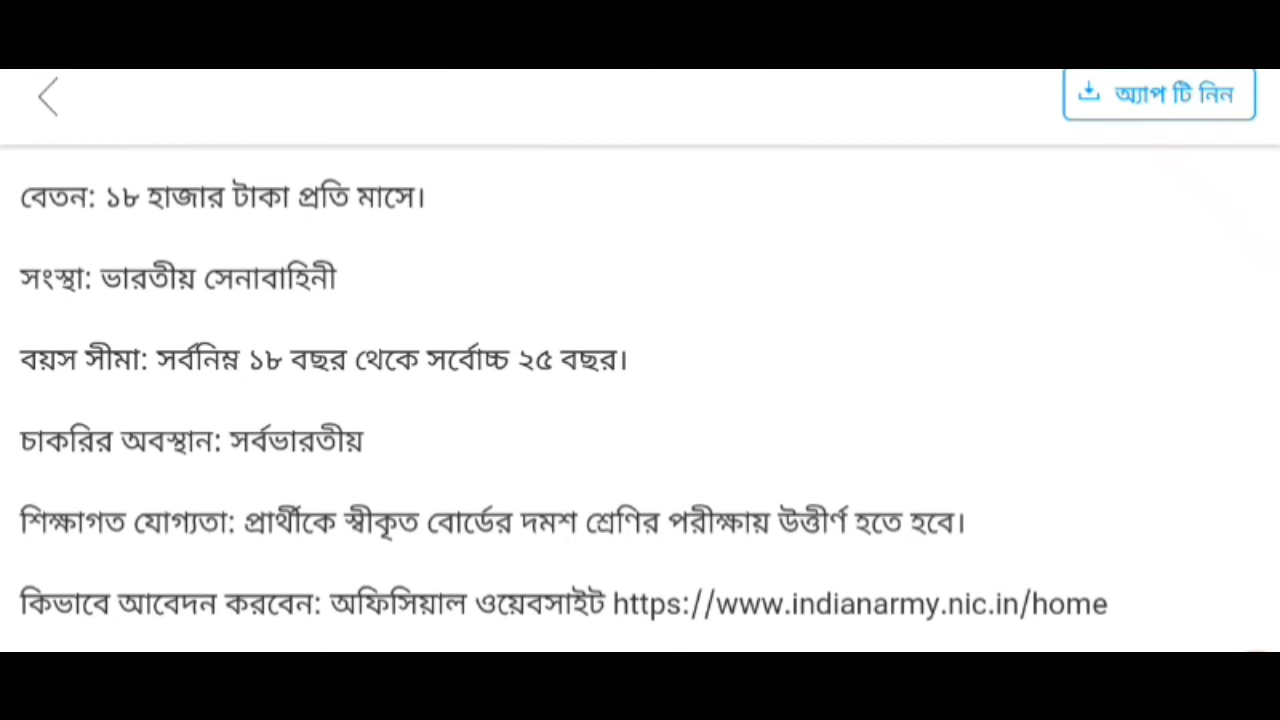 অ্যাপ টি নিন
বেতন: ১৮ হাজার টাকা প্রতি মাসে।
সংস্থা: ভারতীয় সেনাবাহিনী
বয়স সীমা: সর্বনিম্ন ১৮ বছর থেকে সর্বোচ্চ ২৫ বছর।
চাকরির অবস্থান: সর্বভারতীয়
শিক্ষাগত যোগ্যতা: প্রার্থীকে স্বীকৃত বোর্ডের দমশ শ্রেণির পরীক্ষায় উত্তীর্ণ হতে হবে।
কিভাবে আবেদন করবেন: অফিসিয়াল ওয়েবসাইট https://www.indianarmy.nic.in/home